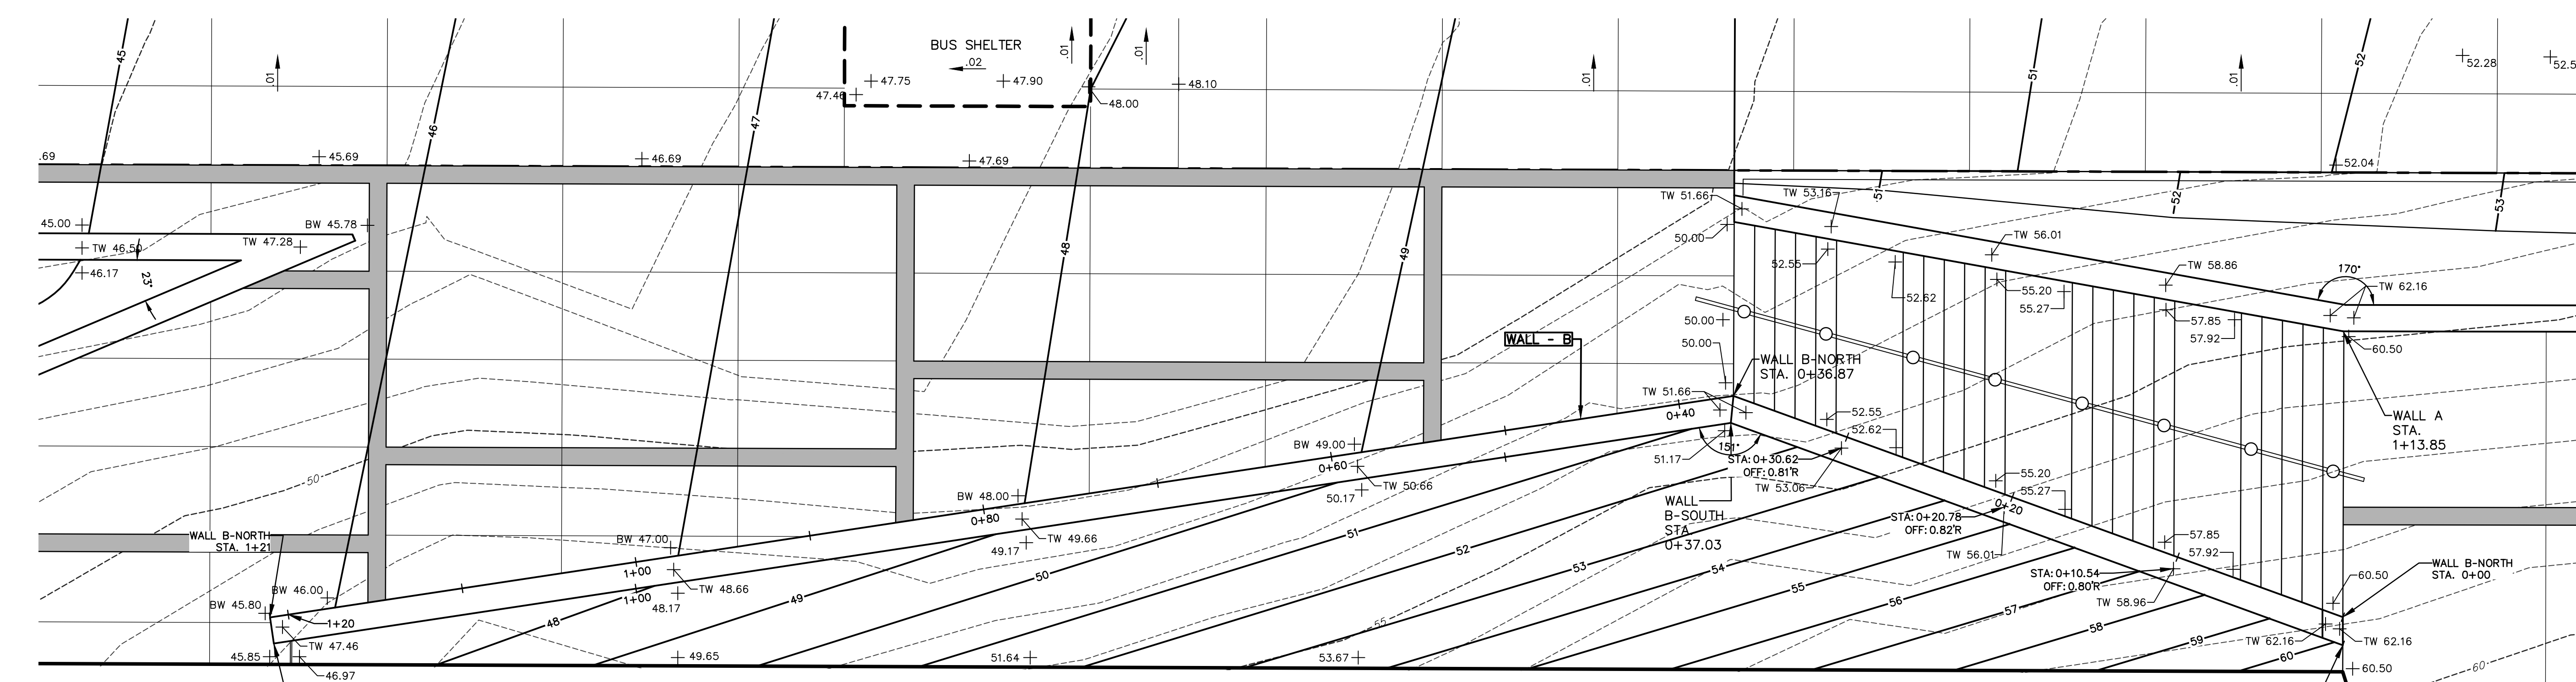 45
46
47
48.00
BUS SHELTER
.02
.01
.01
.01
.01
.01
47.75
47.90
47.46
48.10
51
52
52.28
52.5
.69
45.69
46.69
47.69
52.04
45.00
BW 45.78
TW 46.50
TW 47.28
46.17
23°
48
49
TW 51.66
TW 53.16
51
52
53
50.00
52.55
TW 56.01
52.62
55.20
55.27
TW 58.86
170°
TW 62.16
57.85
57.92
60.50
50.00
50.00
WALL - B
WALL B-NORTH
STA. 0+36.87
TW 51.66
0+40
52.55
52.62
WALL A
STA.
1+13.85
BW 49.00
0+60
51.17
151°
STA: 0+30.62
OFF: 0.81'R
TW 53.06
55.20
55.27
50
TW 50.66
50.17
BW 48.00
0+80
TW 49.66
49.17
WALL
B-SOUTH
STA.
0+37.03
STA: 0+20.78
OFF: 0.82'R
0+20
TW 56.01
57.85
57.92
WALL B-NORTH
STA. 1+21
BW 47.00
1+00
1+00
TW 48.66
48.17
51
52
53
54
55
56
57
58
59
60
50
49
48
STA: 0+10.54
OFF: 0.80'R
TW 58.96
WALL B-NORTH
STA. 0+00
60.50
BW 46.00
BW 45.80
1+20
TW 47.46
45.85
46.97
49.65
51.64
53.67
55
TW 62.16
TW 62.16
60.50
60